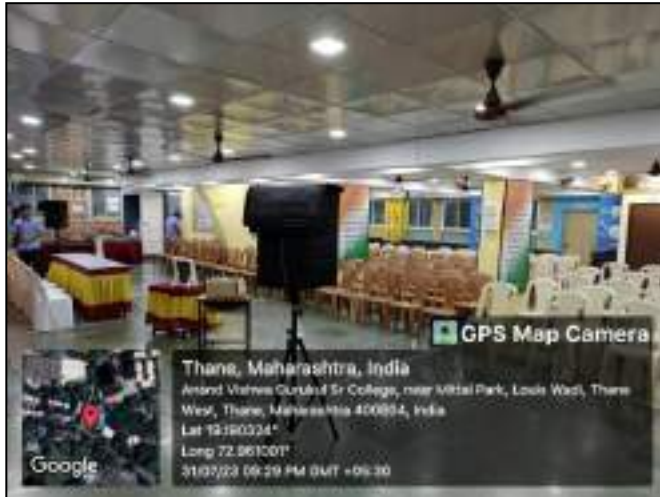 GPS Map Camera
Thane, Maharashtra, India
Anand Vishwa Gurukul Sr College, near Mittal Park, Louis Wadi, Thane
West, Thane, Maharashtra 400604, India
Lat 19.190324°
Long 72.961001°
31/07/23 05:29 PM GMT +05:30
Google